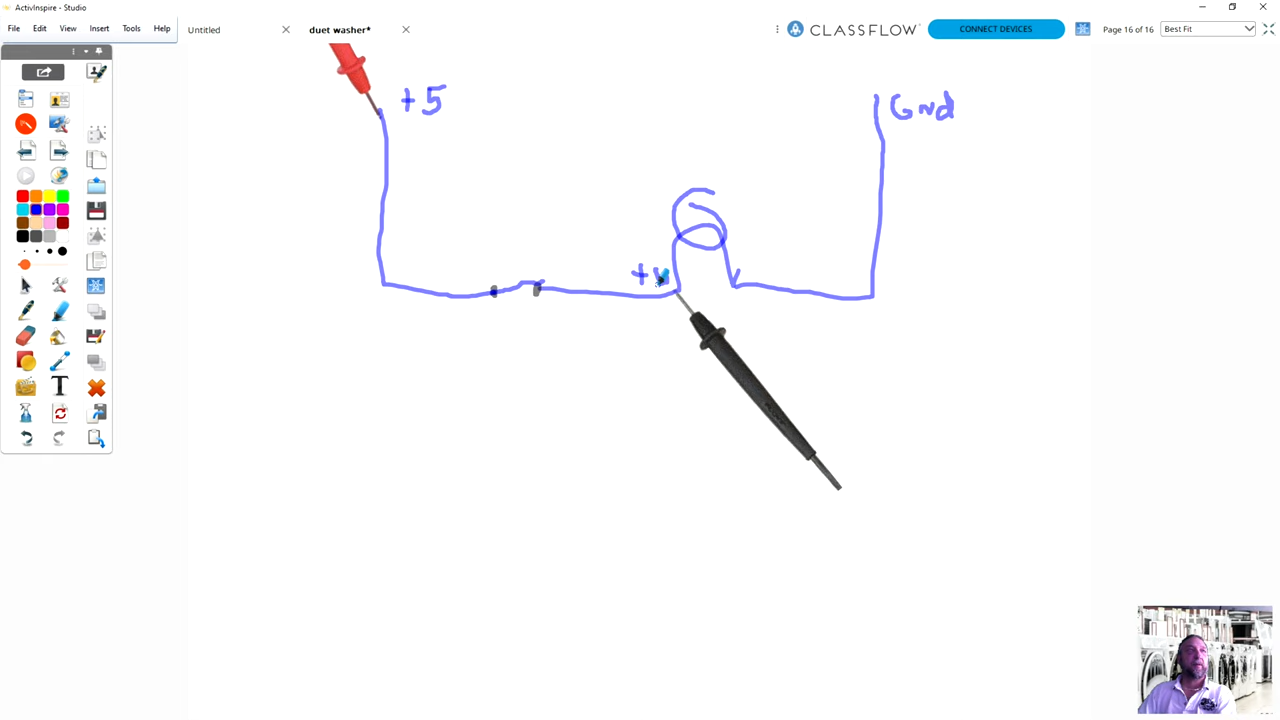 ActivInspire - Studio
File Edit View Insert Tools Help
Untitled
duet washer*
CLASSFLOW
CONNECT DEVICES
Page 16 of 16
Best Fit
+5
Gnd